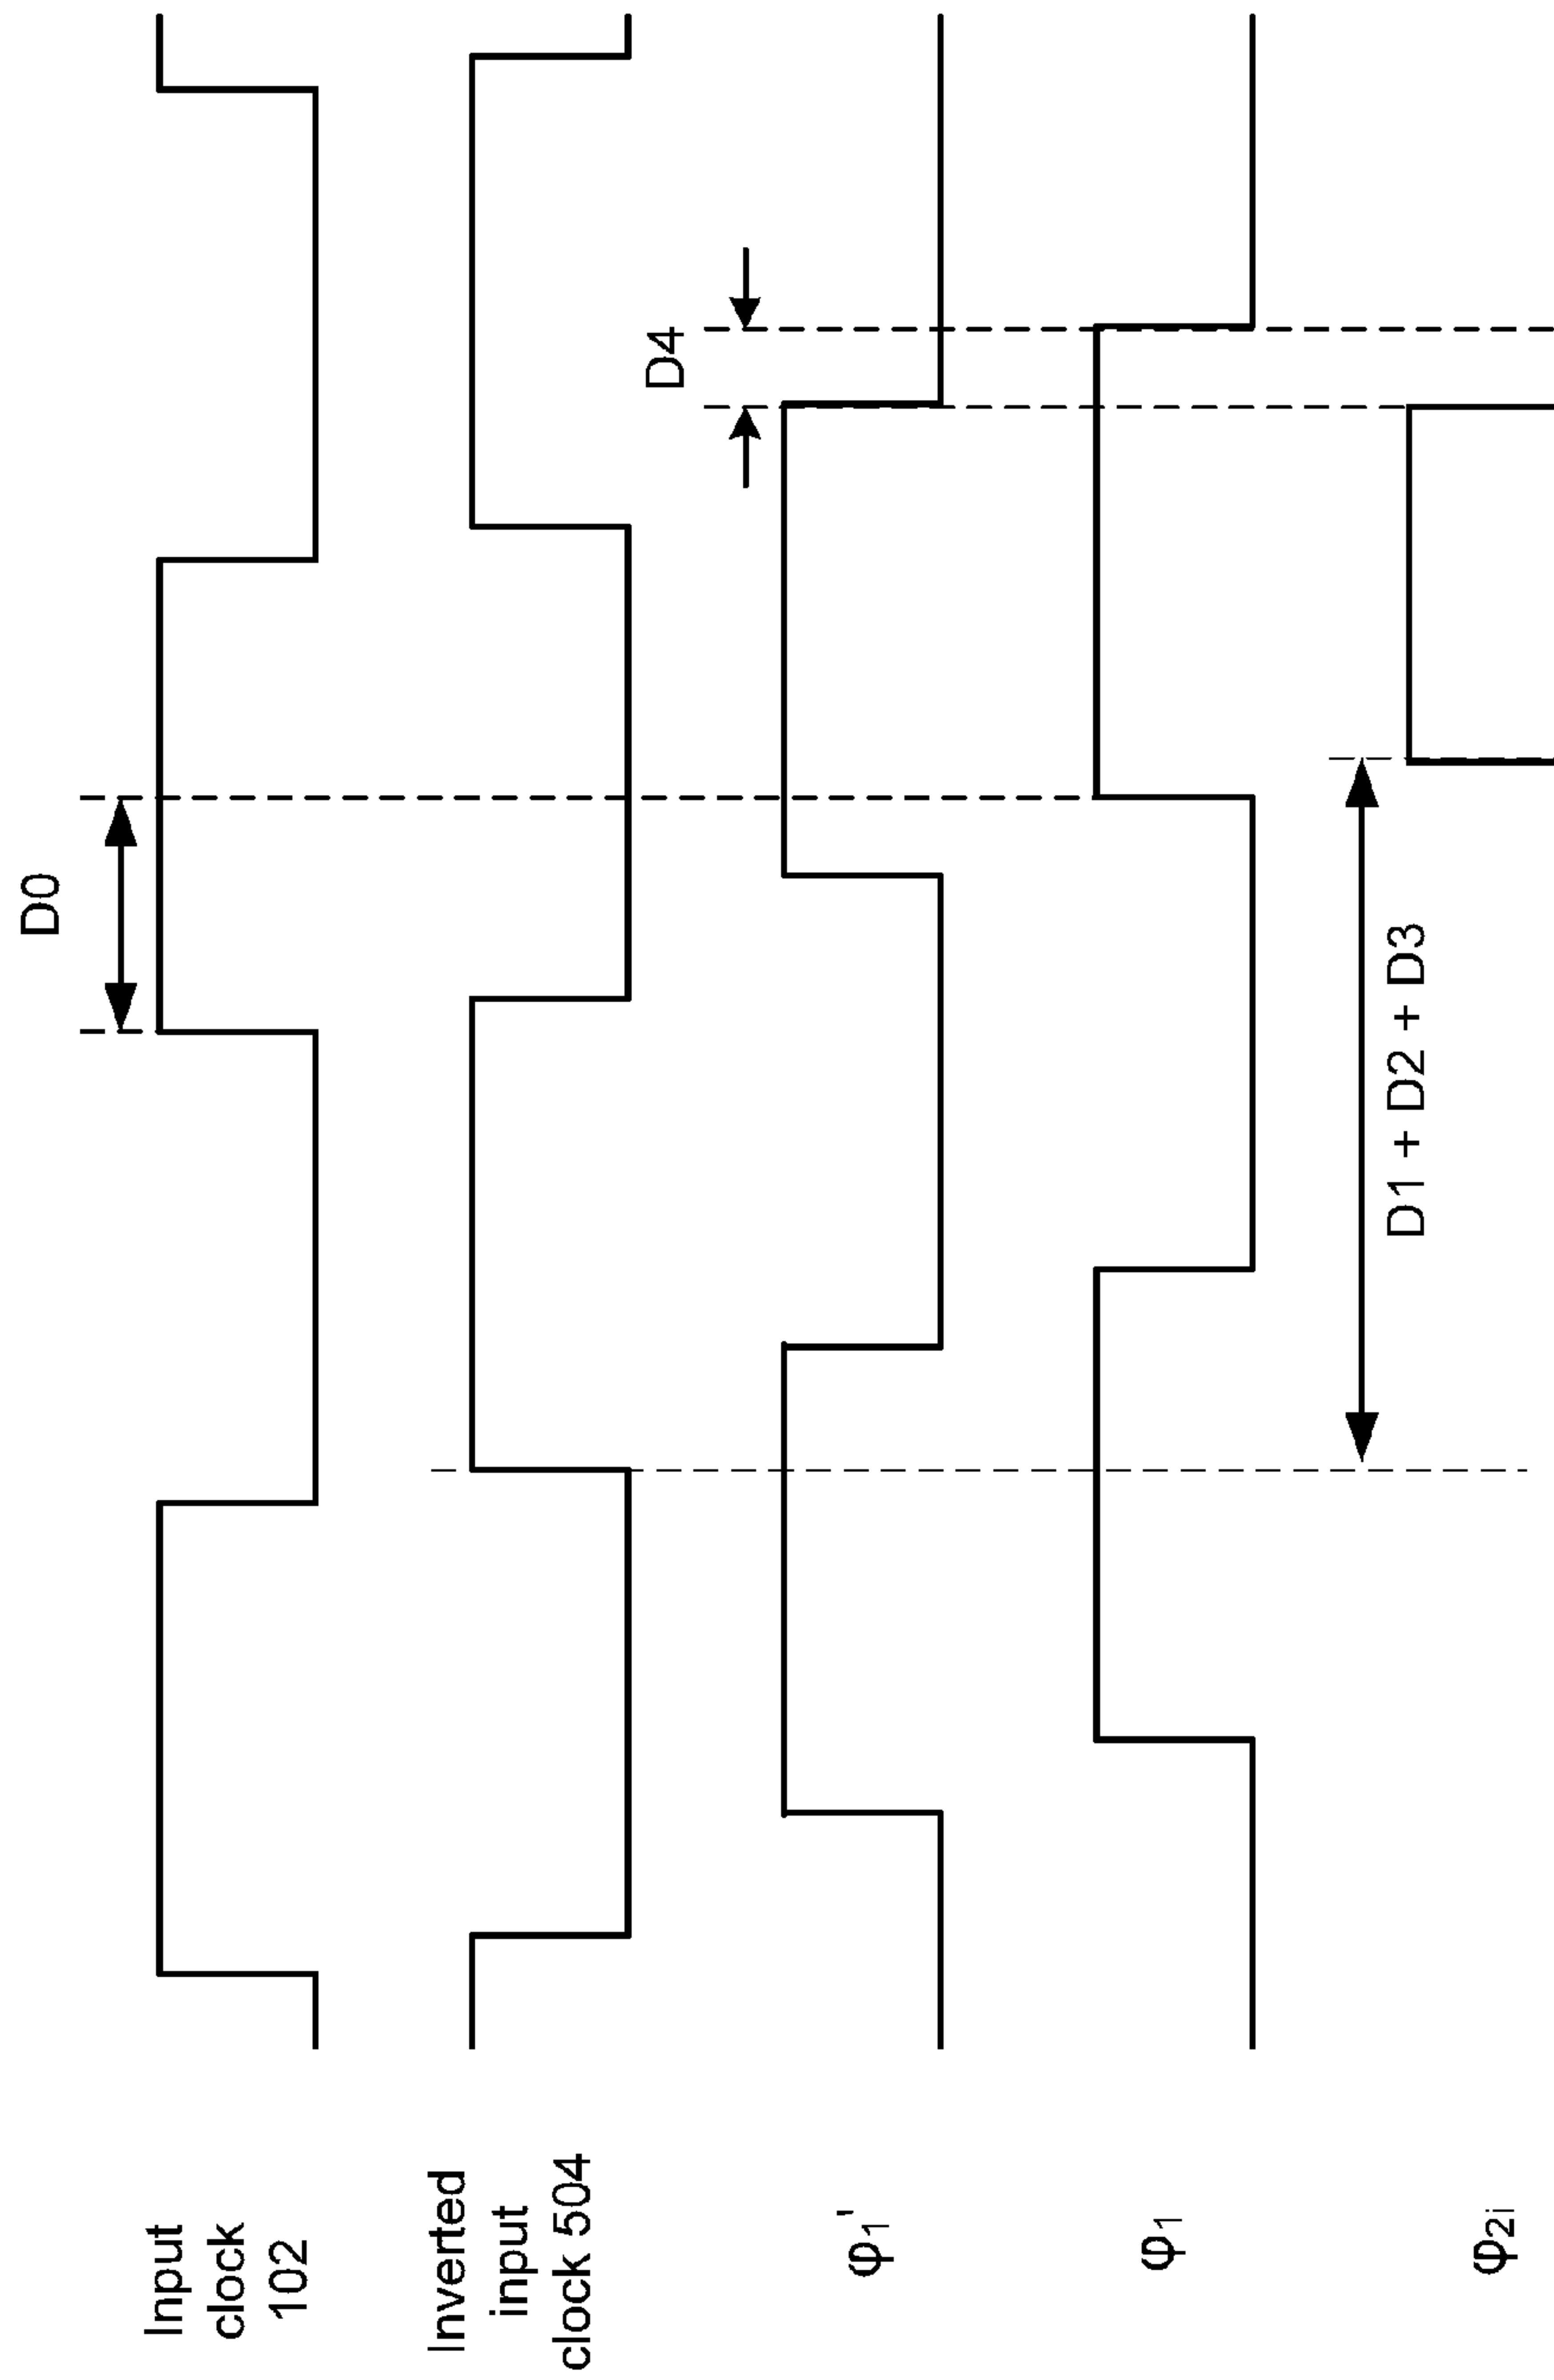 D0
Input
clock
102
Inverted
input
clock 504
D4
φ1'
φ1
D1 + D2 + D3
φ2i